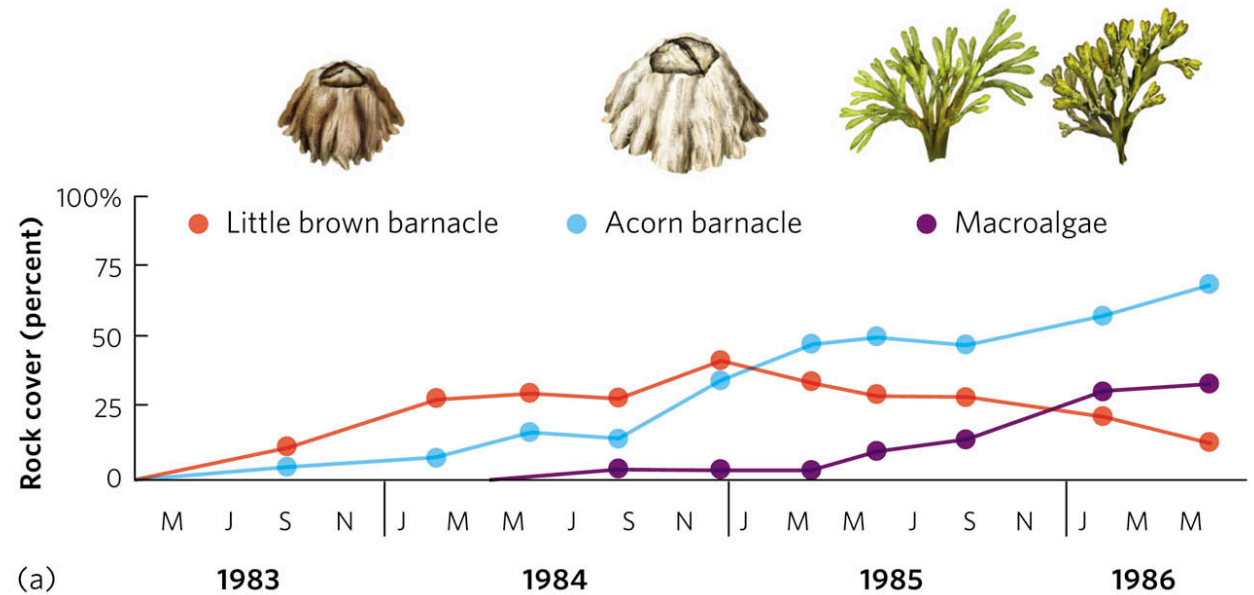 100%
Little brown barnacle Acorn barnacle Macroalgae
75
50
25
0
Rock cover (percent)
M J S N J M M J S N J M M J S N J M M
(a) 1983 1984 1985 1986